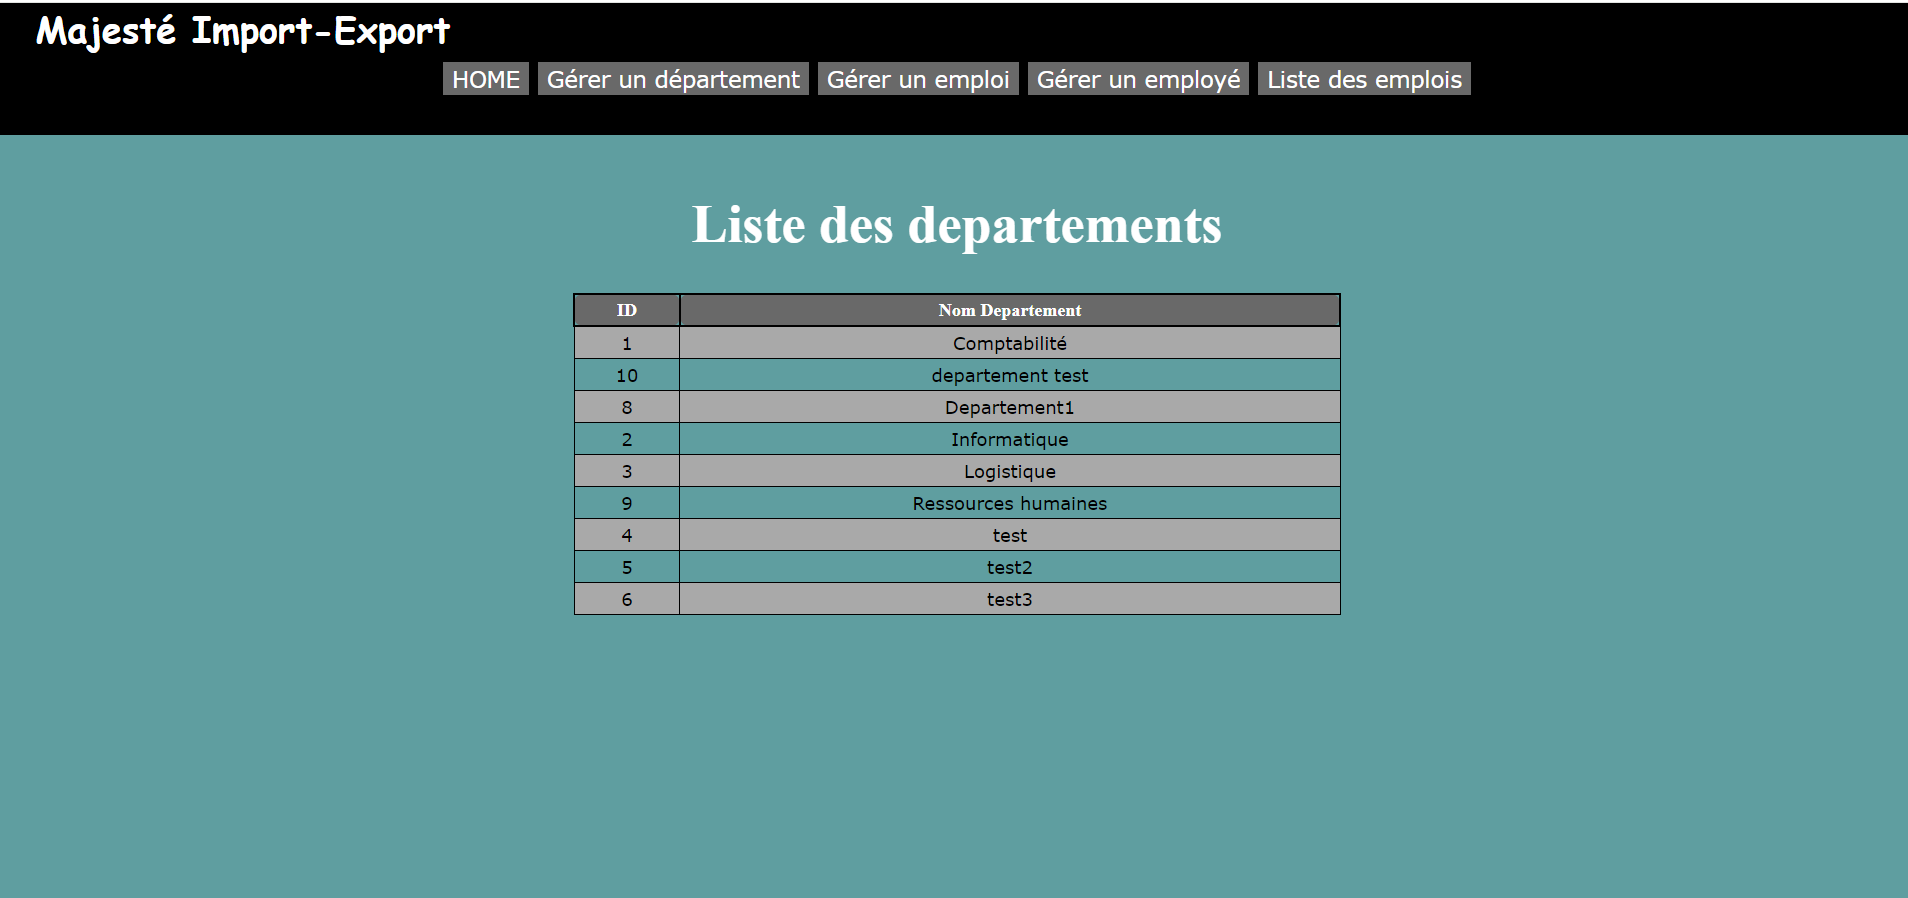 Majesté Import-Export
HOME Gérer un département Gérer un emploi Gérer un employé Liste des emplois
Liste des departements
ID Nom Departement
1 Comptabilité
10 departement test
8 Departement1
2 Informatique
3 Logistique
9 Ressources humaines
4 test
5 test2
6 test3